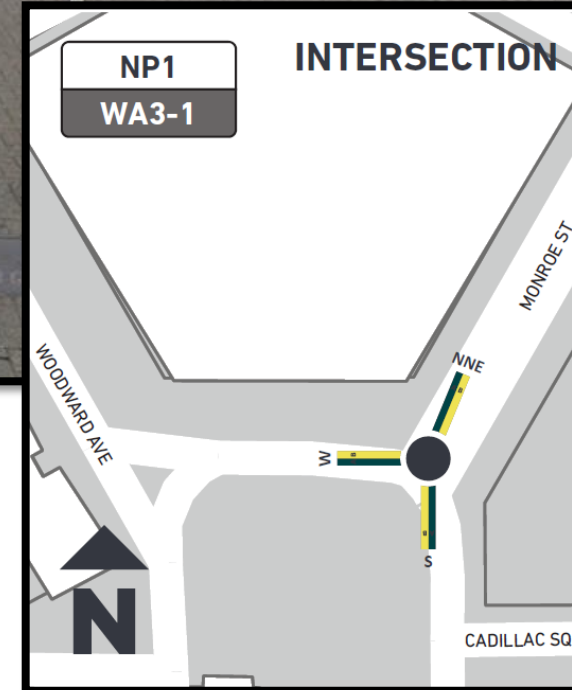 NP1
WA3-1
INTERSECTION
MONROE ST
NNE
WOODWARD AVE
W
S
N
CADILLAC SQ